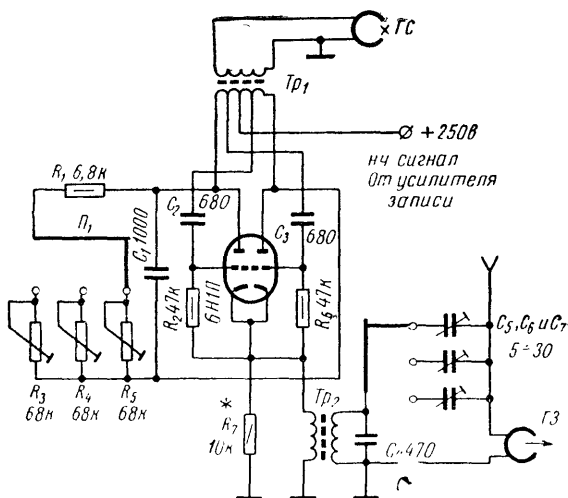 ГС
Тр₁
+ 250в
нч сигнал
От усилителя
записи
R₁ 6,8к
П₁
C₁ 1000
C₂
680
C₃
680
R₂ 47к
6Н1П
R₆ 47к
C₅, C₆ и C₇
5÷30
R₃
68к
R₄
68к
R₅
68к
*
R₇
10к
Тр₂
470
ГЗ